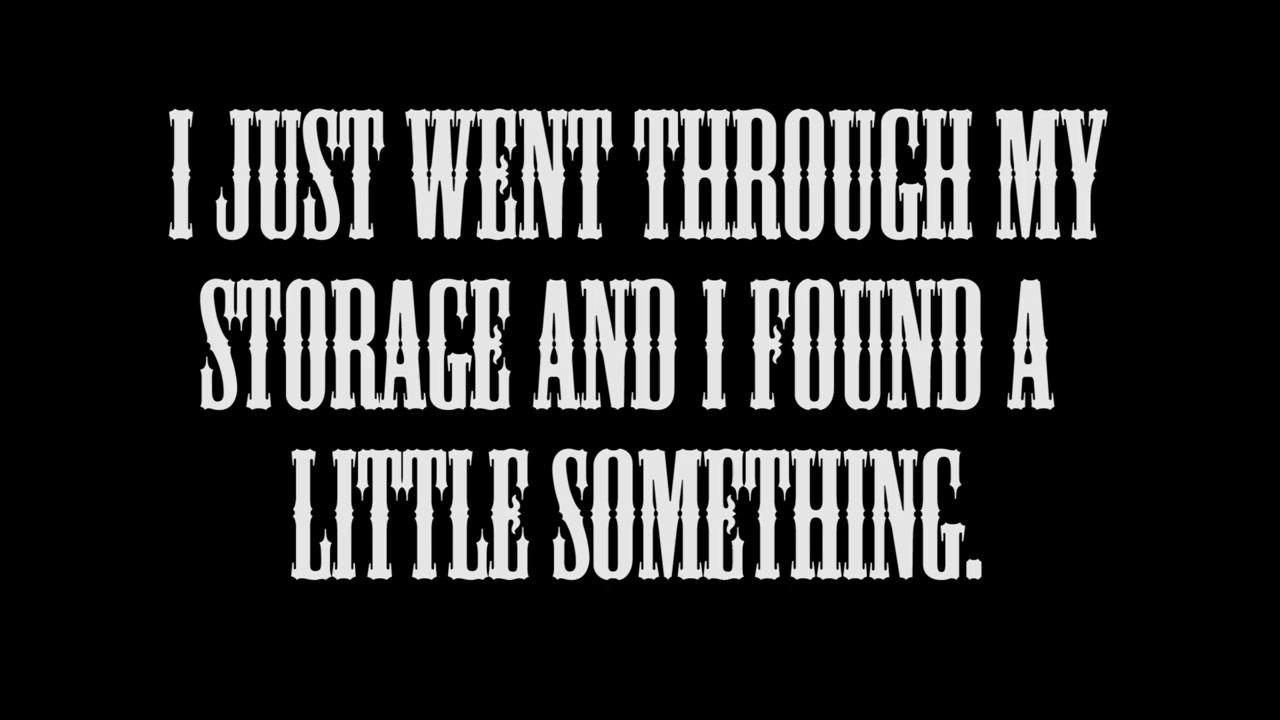 I JUST WENT THROUGH MY
STORAGE AND I FOUND A
LITTLE SOMETHING.